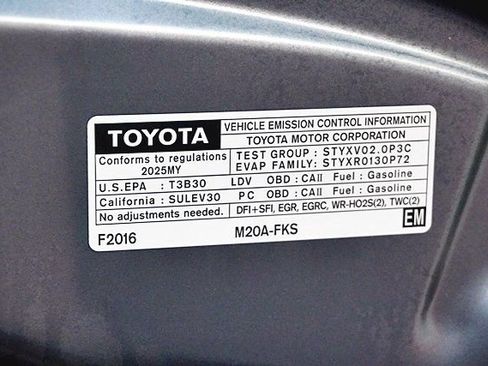 TOYOTA
VEHICLE EMISSION CONTROL INFORMATION
TOYOTA MOTOR CORPORATION
Conforms to regulations
2025MY
TEST GROUP : STYXV02.0P3C
EVAP FAMILY: STYXR0130P72
U.S.EPA : T3B30 LDV OBD : CAII Fuel : Gasoline
California : SULEV30 PC OBD : CAII Fuel : Gasoline
No adjustments needed. DFI+SFI, EGR, EGRC, WR-HO2S(2), TWC(2)
F2016 M20A-FKS EM